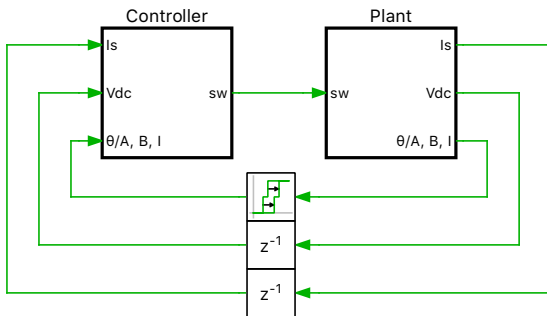 Controller
Plant
Is
Vdc
sw
θ/A, B, I
Is
Vdc
sw
θ/A, B, I
z⁻¹
z⁻¹